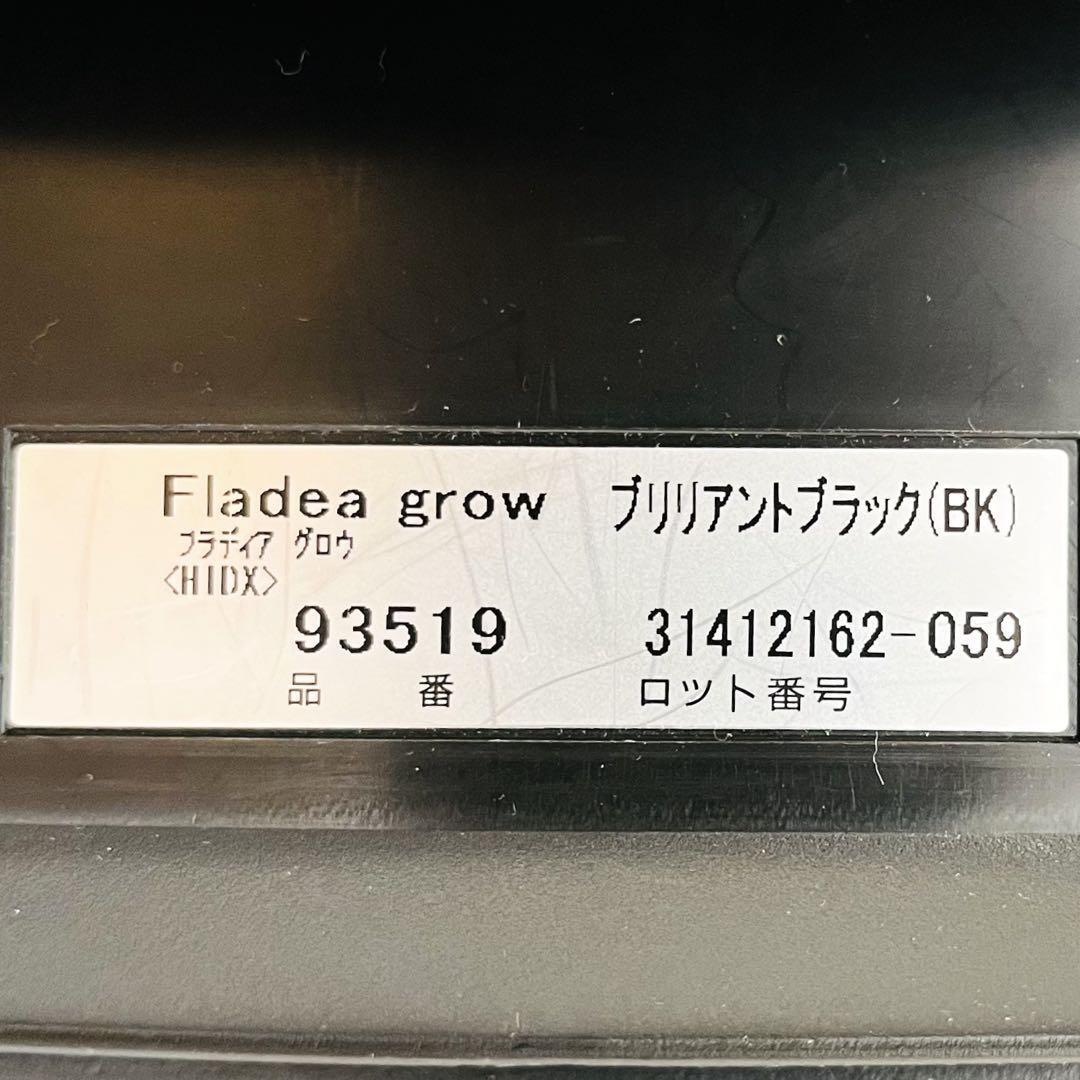 Fladea grow ブリリアントブラック(BK)
フラディア グロウ
<HIDX>
93519 31412162-059
品 番 ロット番号